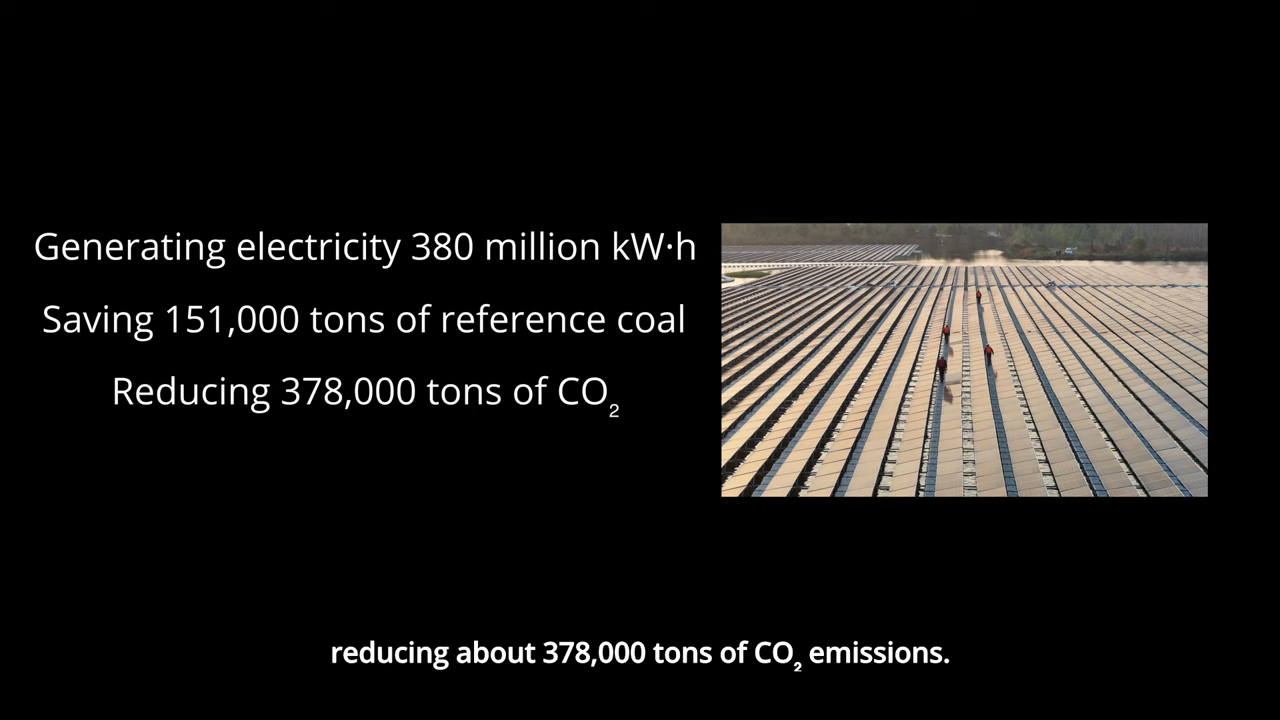 Generating electricity 380 million kW·h
Saving 151,000 tons of reference coal
Reducing 378,000 tons of CO₂
reducing about 378,000 tons of CO₂ emissions.